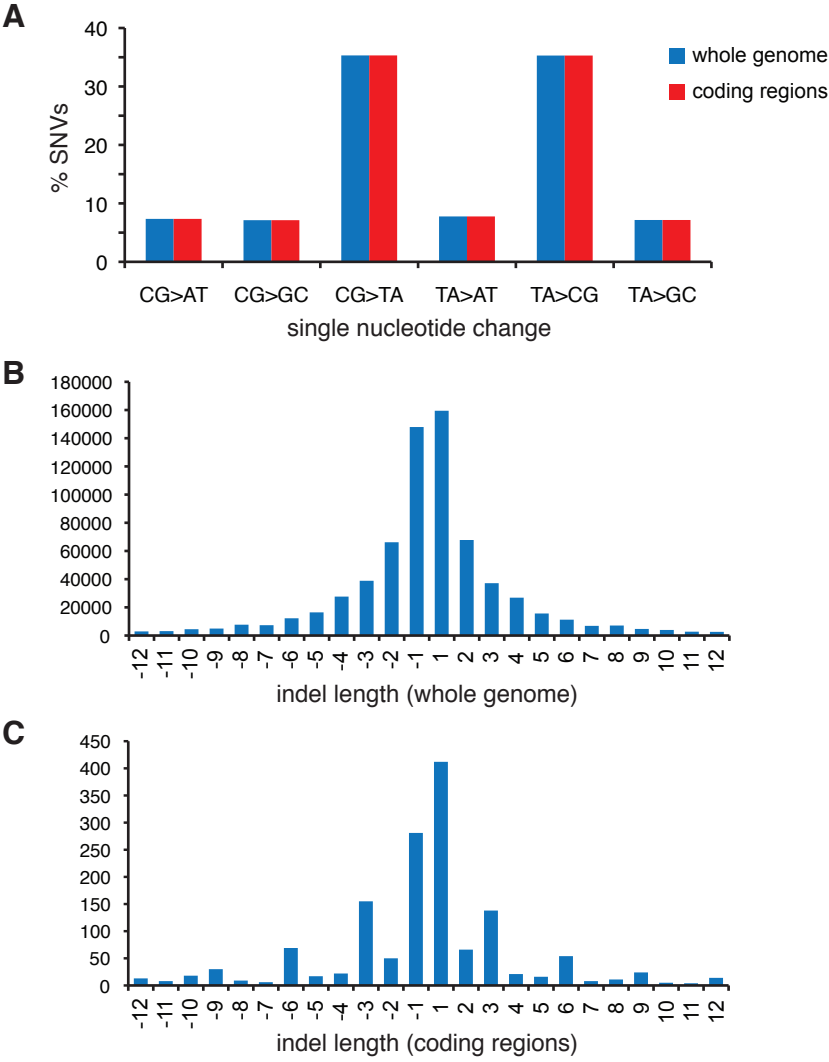 A
40
30
20
10
0
% SNVs
whole genome
coding regions
CG>AT CG>GC CG>TA TA>AT TA>CG TA>GC
single nucleotide change
B
180000
160000
140000
120000
100000
80000
60000
40000
20000
0
-12 -11 -10 -9 -8 -7 -6 -5 -4 -3 -2 -1 1 2 3 4 5 6 7 8 9 10 11 12
indel length (whole genome)
C
450
400
350
300
250
200
150
100
50
0
-12 -11 -10 -9 -8 -7 -6 -5 -4 -3 -2 -1 1 2 3 4 5 6 7 8 9 10 11 12
indel length (coding regions)